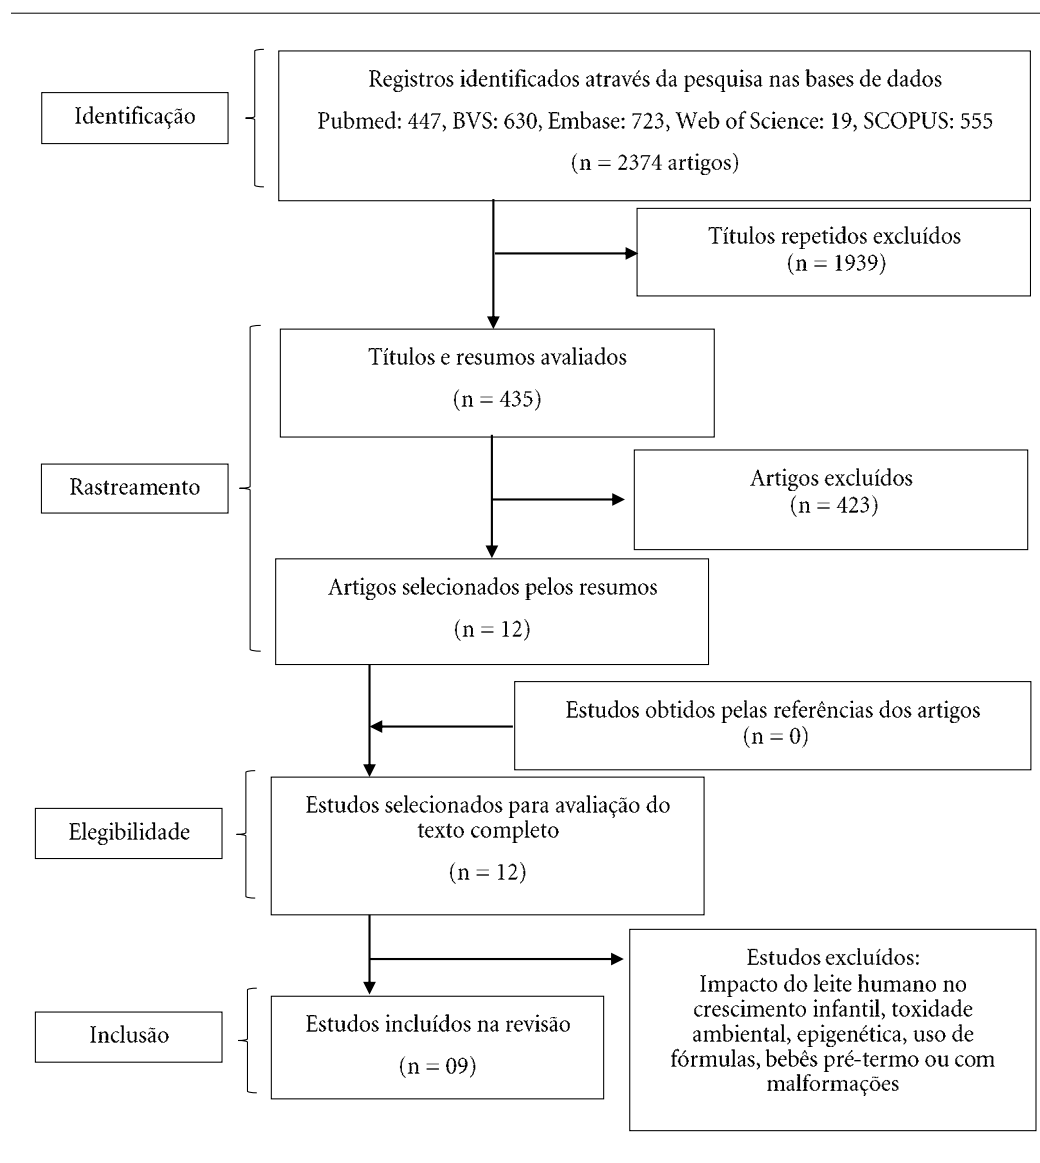 Identificação
Registros identificados através da pesquisa nas bases de dados
Pubmed: 447, BVS: 630, Embase: 723, Web of Science: 19, SCOPUS: 555
(n = 2374 artigos)
Títulos repetidos excluídos
(n = 1939)
Títulos e resumos avaliados
(n = 435)
Rastreamento
Artigos excluídos
(n = 423)
Artigos selecionados pelos resumos
(n = 12)
Estudos obtidos pelas referências dos artigos
(n = 0)
Elegibilidade
Estudos selecionados para avaliação do
texto completo
(n = 12)
Estudos excluídos:
Impacto do leite humano no
crescimento infantil, toxidade
ambiental, epigenética, uso de
fórmulas, bebês pré-termo ou com
malformações
Inclusão
Estudos incluídos na revisão
(n = 09)